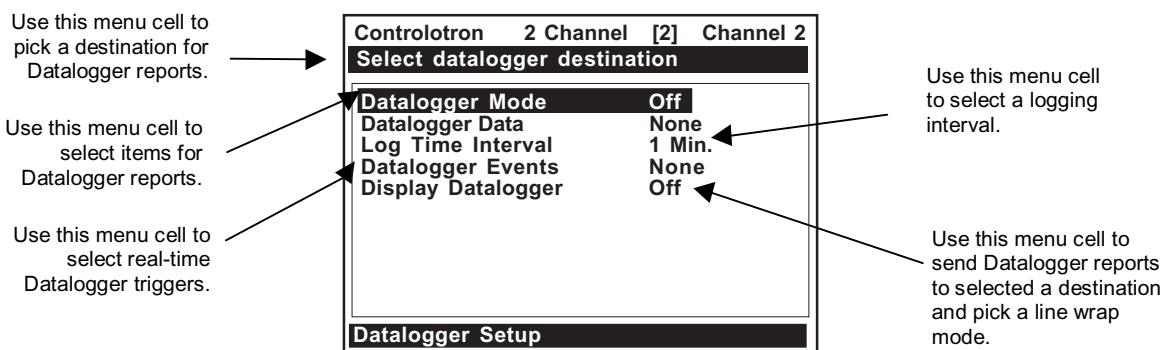 Use this menu cell to
pick a destination for
Datalogger reports.
Use this menu cell to
select items for
Datalogger reports.
Use this menu cell to
select real-time
Datalogger triggers.
Controlotron 2 Channel [2] Channel 2
Select datalogger destination
Datalogger Mode Off
Datalogger Data None
Log Time Interval 1 Min.
Datalogger Events None
Display Datalogger Off
Datalogger Setup
Use this menu cell
to select a logging
interval.
Use this menu cell to
send Datalogger reports
to selected a destination
and pick a line wrap
mode.